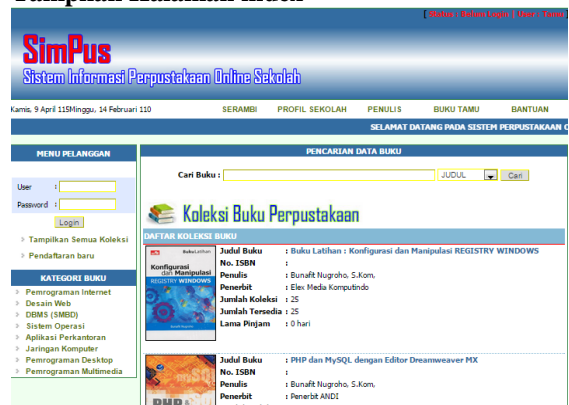 Tampilan Halaman Index
[ Status : Belum Login | User : Tamu ]
SimPus
Sistem Informasi Perpustakaan Online Sekolah
Kamis, 9 April 115Minggu, 14 Februari 110
SERAMBI PROFIL SEKOLAH PENULIS BUKU TAMU BANTUAN
SELAMAT DATANG PADA SISTEM PERPUSTAKAAN O
MENU PELANGGAN
User :
Password :
Login
Tampilkan Semua Koleksi
Pendaftaran baru
KATEGORI BUKU
Pemrograman Internet
Desain Web
DBMS (SMBD)
Sistem Operasi
Aplikasi Perkantoran
Jaringan Komputer
Pemrograman Desktop
Pemrograman Multimedia
PENCARIAN DATA BUKU
Cari Buku : JUDUL Cari
Koleksi Buku Perpustakaan
DAFTAR KOLEKSI BUKU
Buku Latihan
Konfigurasi
dan Manipulasi
REGISTRY WINDOWS
Judul Buku : Buku Latihan : Konfigurasi dan Manipulasi REGISTRY WINDOWS
No. ISBN :
Penulis : Bunafit Nugroho, S.Kom,
Penerbit : Elex Media Komputindo
Jumlah Koleksi : 25
Jumlah Tersedia : 25
Lama Pinjam : 0 hari
Judul Buku : PHP dan MySQL dengan Editor Dreamweaver MX
No. ISBN :
Penulis : Bunafit Nugroho, S.Kom,
Penerbit : Penerbit ANDI